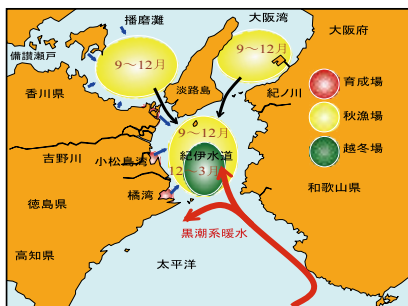 播磨灘
大阪湾
大阪府
備讃瀬戸
9～12月
9～12月
香川県
淡路島
紀ノ川
育成場
秋漁場
越冬場
9～12月
紀伊水道
12～3月
吉野川
小松島湾
橘湾
徳島県
和歌山県
高知県
黒潮系暖水
太平洋